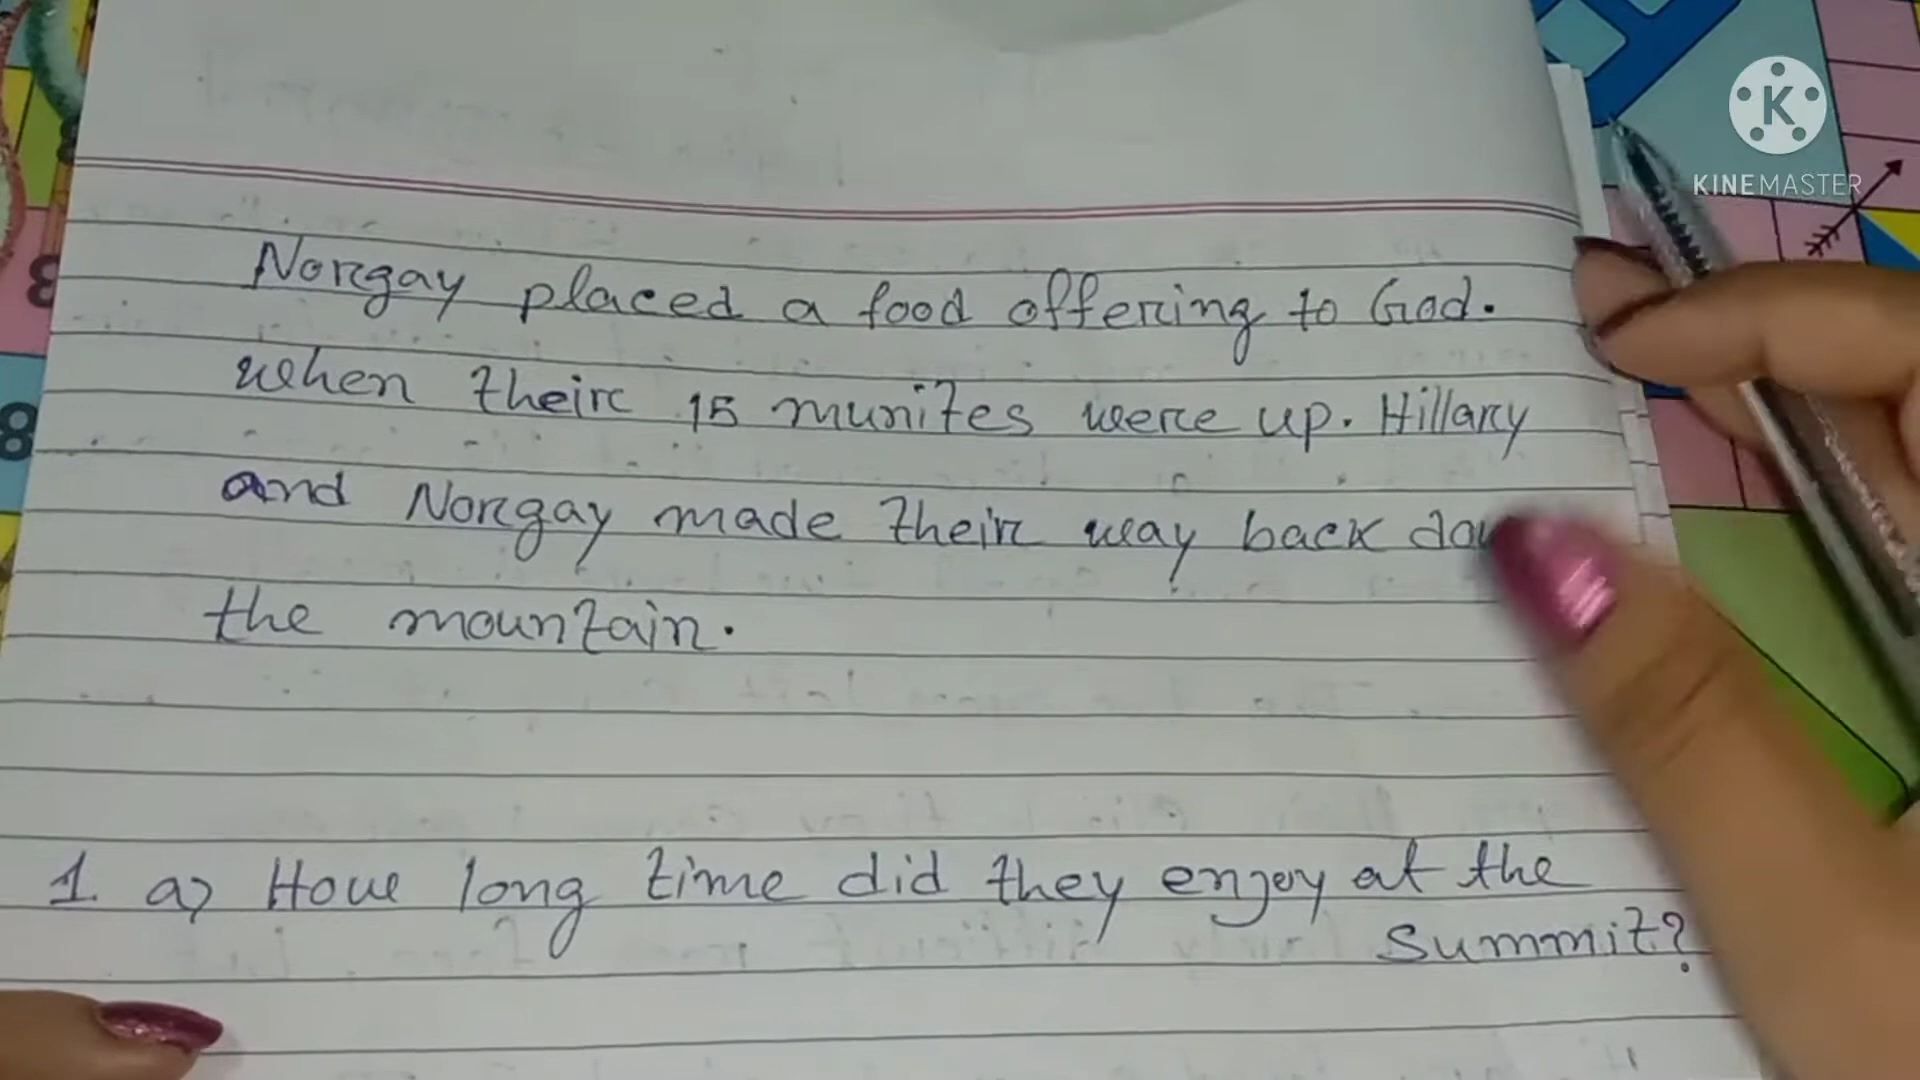 KINEMASTER
Norgay placed a food offering to God.
when their 15 munites were up. Hillary
and Norgay made their way back
the mountain.
1. a) How long time did they enjoy at the
summit?